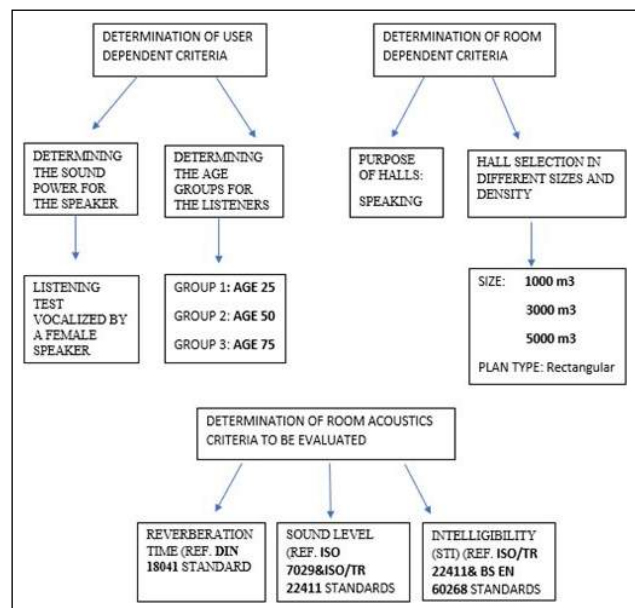 DETERMINATION OF USER
DEPENDENT CRITERIA
DETERMINATION OF ROOM
DEPENDENT CRITERIA
DETERMINING
THE SOUND
POWER FOR
THE SPEAKER
DETERMINING
THE AGE
GROUPS FOR
THE LISTENERS
PURPOSE
OF HALLS:
SPEAKING
HALL SELECTION IN
DIFFERENT SIZES AND
DENSITY
LISTENING
TEST
VOCALIZED BY
A FEMALE
SPEAKER
GROUP 1: AGE 25
GROUP 2: AGE 50
GROUP 3: AGE 75
SIZE: 1000 m3
3000 m3
5000 m3
PLAN TYPE: Rectangular
DETERMINATION OF ROOM ACOUSTICS
CRITERIA TO BE EVALUATED
REVERBERATION
TIME (REF. DIN
18041 STANDARD
SOUND LEVEL
(REF. ISO
7029&ISO/TR
22411 STANDARDS
INTELLIGIBILITY
(STI) (REF. ISO/TR
22411& BS EN
60268 STANDARDS